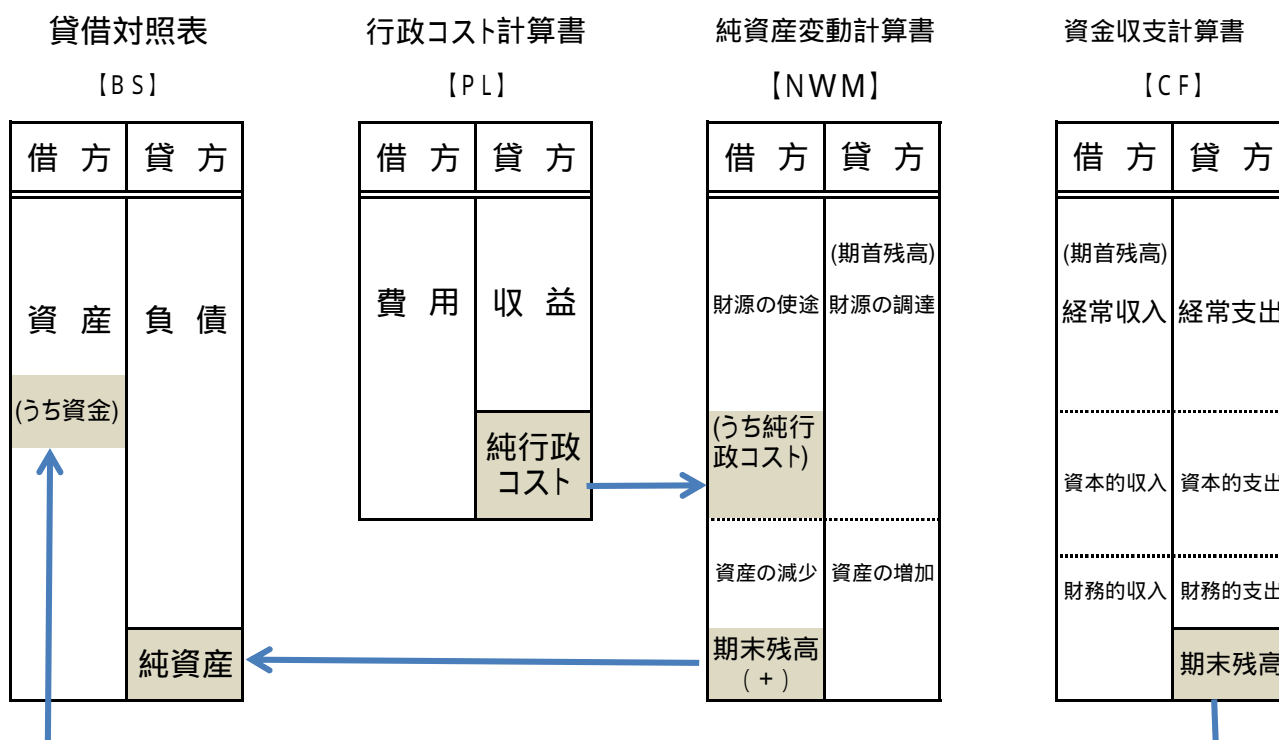 貸借対照表
【BS】
借方 貸方
資産 負債
(うち資金)
純資産
行政コスト計算書
【PL】
借方 貸方
費用 収益
純行政
コスト
純資産変動計算書
【NWM】
借方 貸方
(期首残高)
財源の使途 財源の調達
(うち純行
政コスト)
資産の減少 資産の増加
期末残高
(+)
資金収支計算書
【CF】
借方 貸方
(期首残高)
経常収入 経常支出
資本的収入 資本的支出
財務的収入 財務的支出
期末残高